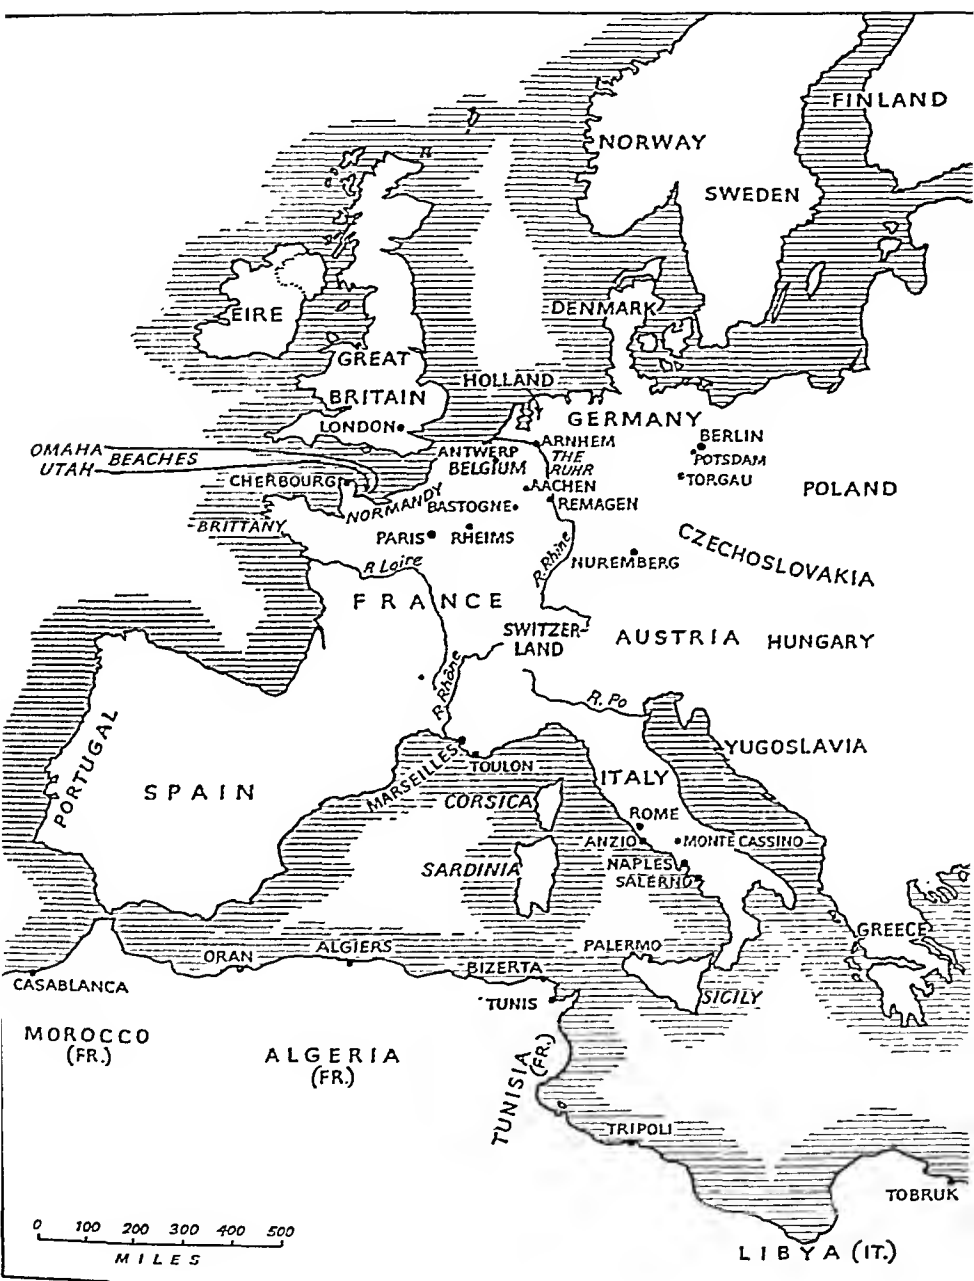 FINLAND
NORWAY
SWEDEN
EIRE
DENMARK
GREAT
BRITAIN
HOLLAND
LONDON
GERMANY
OMAHA
UTAH
BEACHES
ARNHEM
THE
RUHR
ANTWERP
BELGIUM
BERLIN
POTSDAM
TORGAU
CHERBOURG
AACHEN
POLAND
NORMANDY
BASTOGNE
REMAGEN
BRITTANY
PARIS
RHEIMS
R. Rhine
NUREMBERG
CZECHOSLOVAKIA
R. Loire
FRANCE
SWITZER-
LAND
AUSTRIA
HUNGARY
R. Rhône
R. Po
PORTUGAL
SPAIN
MARSEILLES
TOULON
YUGOSLAVIA
CORSICA
ITALY
ROME
ANZIO
MONTE CASSINO
SARDINIA
NAPLES
SALERNO
GREECE
ORAN
ALGIERS
BIZERTA
PALERMO
CASABLANCA
TUNIS
SICILY
MOROCCO
(FR.)
ALGERIA
(FR.)
TUNISIA
(FR.)
TRIPOLI
TOBRUK
0 100 200 300 400 500
MILES
LIBYA (IT.)